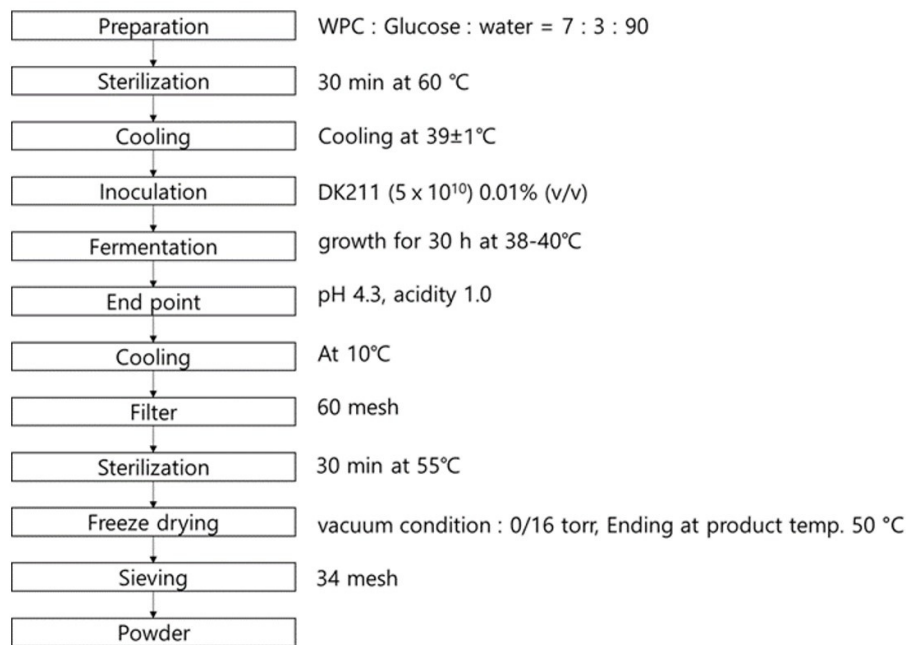 Preparation WPC : Glucose : water = 7 : 3 : 90
Sterilization 30 min at 60 ℃
Cooling Cooling at 39±1℃
Inoculation DK211 (5 x 10¹⁰) 0.01% (v/v)
Fermentation growth for 30 h at 38-40℃
End point pH 4.3, acidity 1.0
Cooling At 10℃
Filter 60 mesh
Sterilization 30 min at 55℃
Freeze drying vacuum condition : 0/16 torr, Ending at product temp. 50 °C
Sieving 34 mesh
Powder